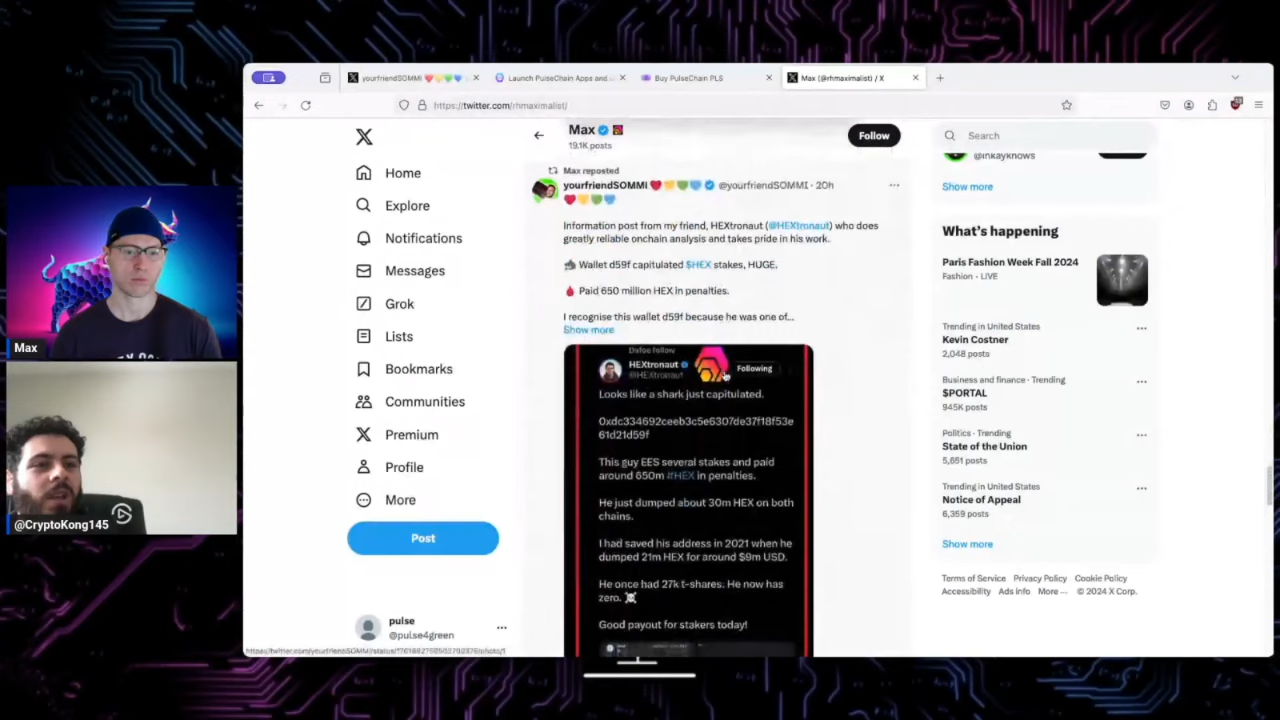 yourfriendSOMMI
Launch PulseChain Apps and
Buy PulseChain PLS
Max (@rhmaximalist) / X
https://twitter.com/rhmaximalist/
Max
19.1K posts
Follow
Search
Home
Explore
Notifications
Messages
Grok
Lists
Bookmarks
Communities
Premium
Profile
More
Post
pulse
@pulse4green
Max reposted
yourfriendSOMMI @yourfriendSOMMI · 20h
Information post from my friend, HEXtronaut (@HEXtronaut) who does
greatly reliable onchain analysis and takes pride in his work.
Wallet d59f capitulated $HEX stakes, HUGE.
Paid 650 million HEX in penalties.
I recognise this wallet d59f because he was one of...
Show more
HEXtronaut
@HEXtronaut
Following
Looks like a shark just capitulated.
0xdc334692ceeb3c5e6307de37f18f53e
61d21d59f
This guy EES several stakes and paid
around 650m #HEX in penalties.
He just dumped about 30m HEX on both
chains.
I had saved his address in 2021 when he
dumped 21m HEX for around $9m USD.
He once had 27k t-shares. He now has
zero.
Good payout for stakers today!
@inkayknows
Show more
What's happening
Paris Fashion Week Fall 2024
Fashion · LIVE
Trending in United States
Kevin Costner
2,048 posts
Business and finance · Trending
$PORTAL
945K posts
Politics · Trending
State of the Union
5,651 posts
Trending in United States
Notice of Appeal
6,359 posts
Show more
Terms of Service Privacy Policy Cookie Policy
Accessibility Ads info More ... © 2024 X Corp.
Max
@CryptoKong145